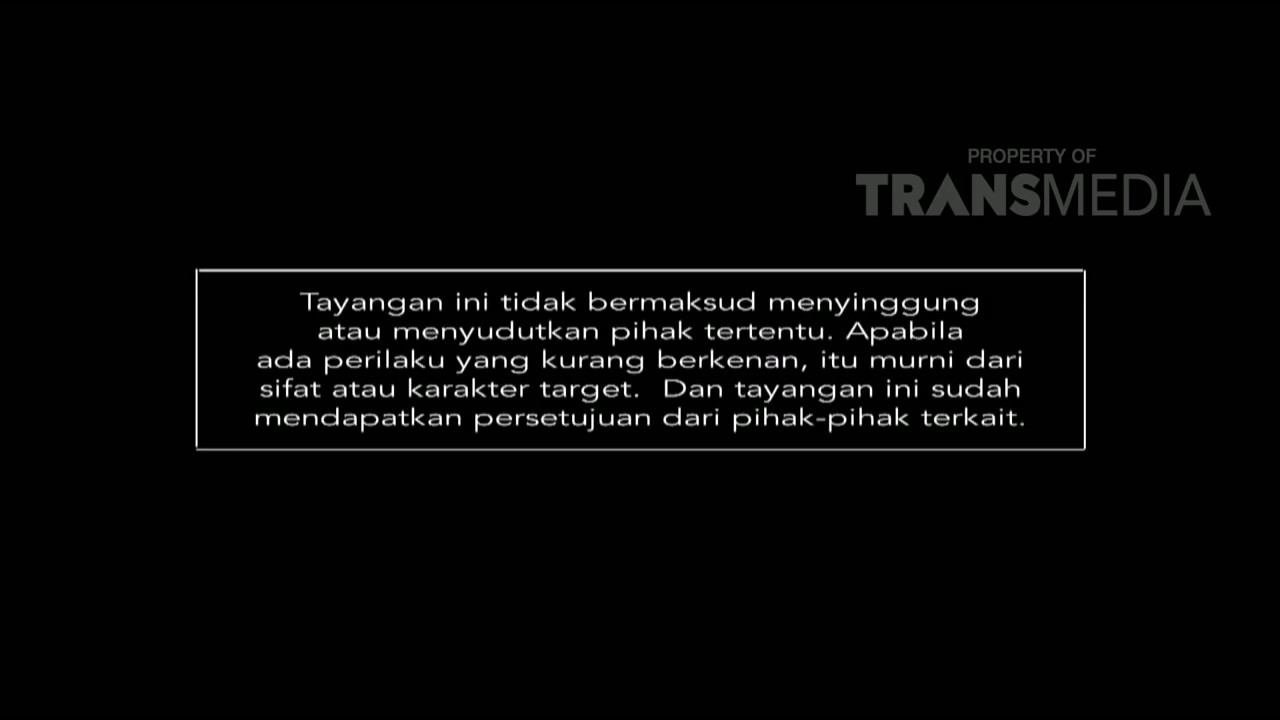 PROPERTY OF
TRANSMEDIA
Tayangan ini tidak bermaksud menyinggung
atau menyudutkan pihak tertentu. Apabila
ada perilaku yang kurang berkenan, itu murni dari
sifat atau karakter target. Dan tayangan ini sudah
mendapatkan persetujuan dari pihak-pihak terkait.